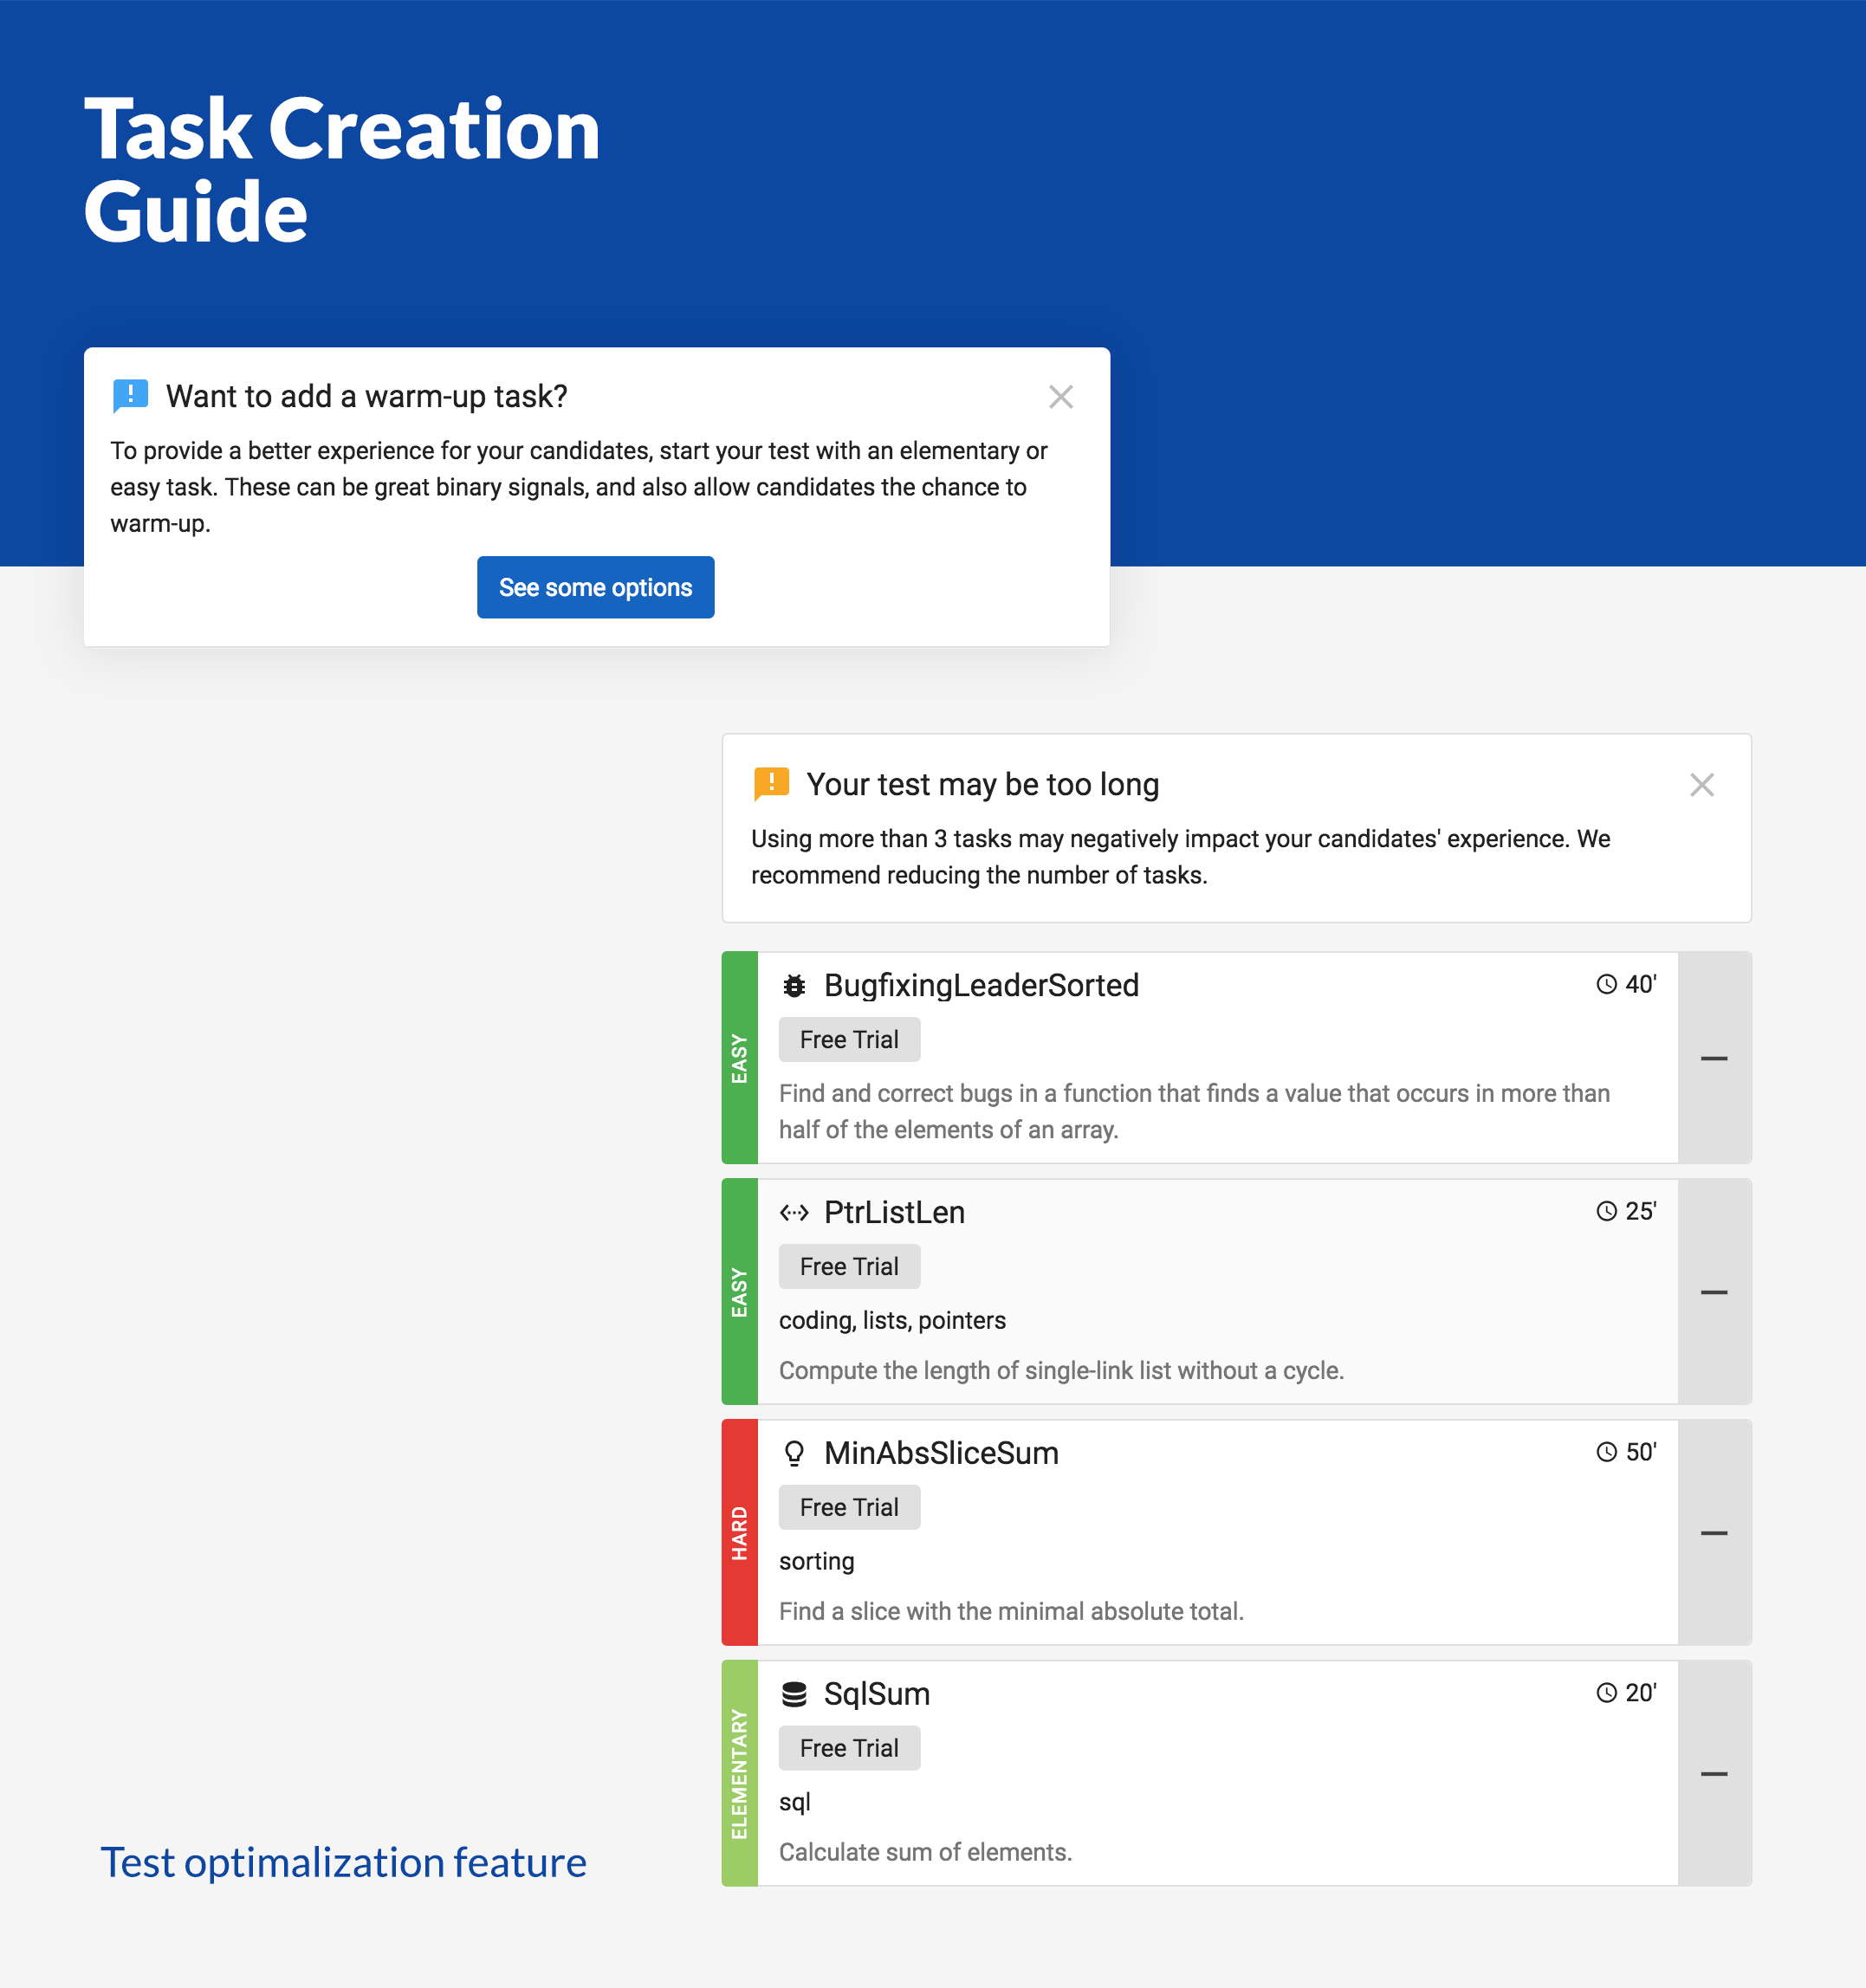 Task Creation
Guide
Want to add a warm-up task?
To provide a better experience for your candidates, start your test with an elementary or
easy task. These can be great binary signals, and also allow candidates the chance to
warm-up.
See some options
Your test may be too long
Using more than 3 tasks may negatively impact your candidates' experience. We
recommend reducing the number of tasks.
EASY
BugfixingLeaderSorted
40'
Free Trial
Find and correct bugs in a function that finds a value that occurs in more than
half of the elements of an array.
EASY
PtrListLen
25'
Free Trial
coding, lists, pointers
Compute the length of single-link list without a cycle.
HARD
MinAbsSliceSum
50'
Free Trial
sorting
Find a slice with the minimal absolute total.
ELEMENTARY
SqlSum
20'
Free Trial
sql
Calculate sum of elements.
Test optimalization feature